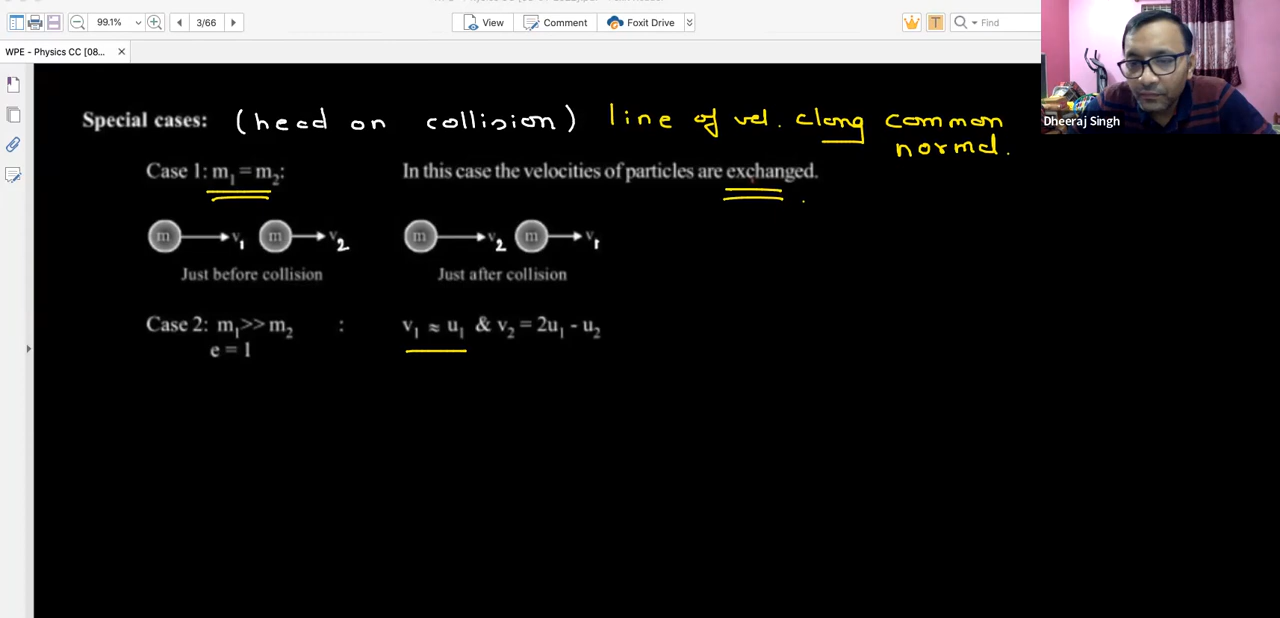 99.1%
3/66
View
Comment
Foxit Drive
Find
WPE - Physics CC [08...
Dheeraj Singh
Special cases: (head on collision) line of vel. along common
normal.
Case 1: m₁ = m₂: In this case the velocities of particles are exchanged.
m v₁ m v₂ m v₂ m v₁
Just before collision Just after collision
Case 2: m₁>> m₂ : v₁ ≈ u₁ & v₂ = 2u₁ - u₂
e = 1